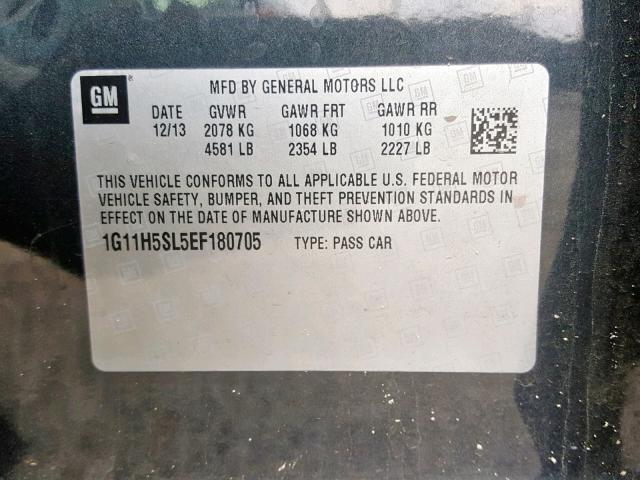 GM ®
MFD BY GENERAL MOTORS LLC
DATE GVWR GAWR FRT GAWR RR
12/13 2078 KG 1068 KG 1010 KG
4581 LB 2354 LB 2227 LB
THIS VEHICLE CONFORMS TO ALL APPLICABLE U.S. FEDERAL MOTOR
VEHICLE SAFETY, BUMPER, AND THEFT PREVENTION STANDARDS IN
EFFECT ON THE DATE OF MANUFACTURE SHOWN ABOVE.
1G11H5SL5EF180705 TYPE: PASS CAR